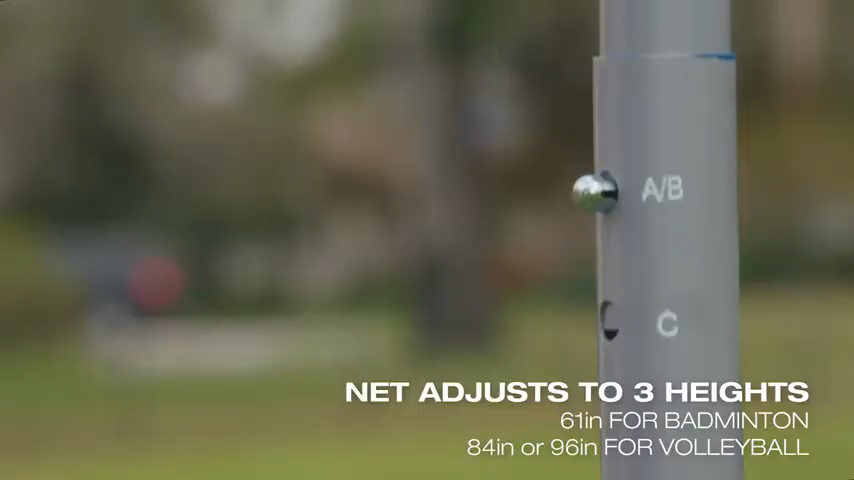 A/B
C
NET ADJUSTS TO 3 HEIGHTS
61in FOR BADMINTON
84in or 96in FOR VOLLEYBALL